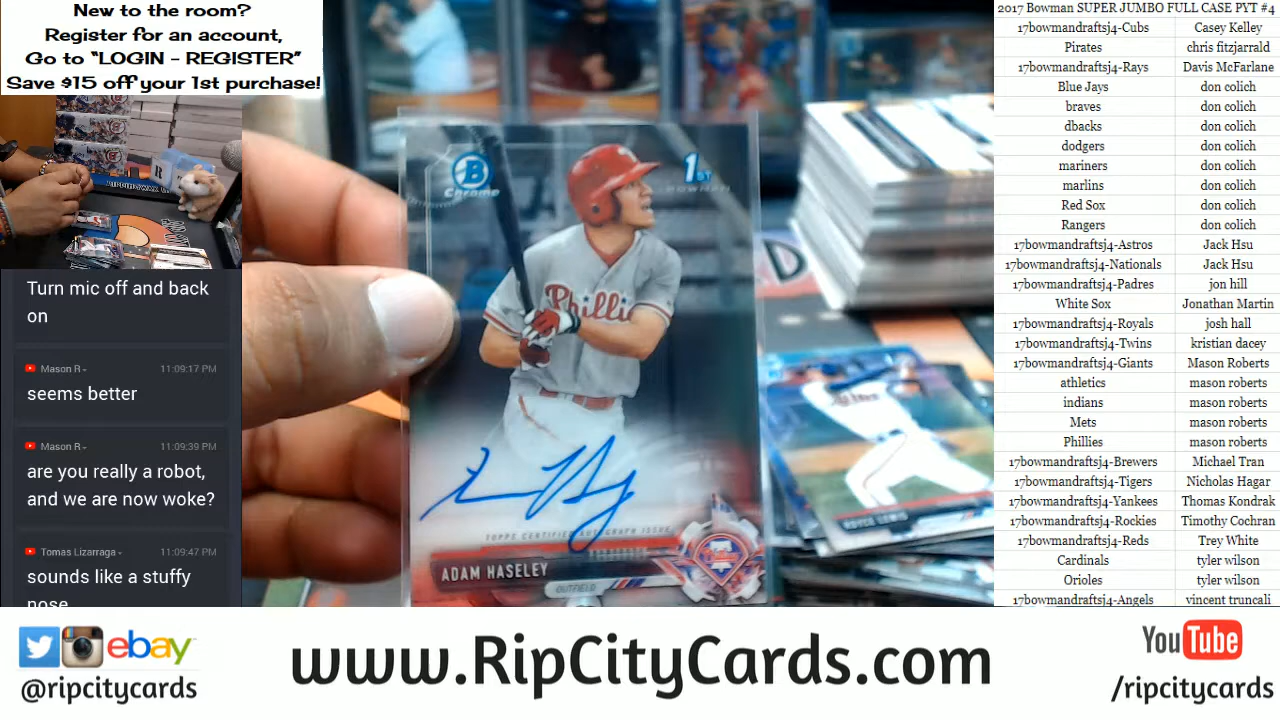 New to the room?
Register for an account,
Go to “LOGIN - REGISTER”
Save $15 off your 1st purchase!
Turn mic off and back
on
Mason R - 11:09:17 PM
seems better
Mason R - 11:09:39 PM
are you really a robot,
and we are now woke?
Tomas Lizarraga - 11:09:47 PM
sounds like a stuffy
nose
B
Chrome
1ST
BOWMAN
Phillies
TOPPS CERTIFIED AUTOGRAPH ISSUE
ADAM HASELEY
OUTFIELD
ROYCE LEWIS
2017 Bowman SUPER JUMBO FULL CASE PYT #4
17bowmandraftsj4-Cubs Casey Kelley
Pirates chris fitzjarrald
17bowmandraftsj4-Rays Davis McFarlane
Blue Jays don colich
braves don colich
dbacks don colich
dodgers don colich
mariners don colich
marlins don colich
Red Sox don colich
Rangers don colich
17bowmandraftsj4-Astros Jack Hsu
17bowmandraftsj4-Nationals Jack Hsu
17bowmandraftsj4-Padres jon hill
White Sox Jonathan Martin
17bowmandraftsj4-Royals josh hall
17bowmandraftsj4-Twins kristian dacey
17bowmandraftsj4-Giants Mason Roberts
athletics mason roberts
indians mason roberts
Mets mason roberts
Phillies mason roberts
17bowmandraftsj4-Brewers Michael Tran
17bowmandraftsj4-Tigers Nicholas Hagar
17bowmandraftsj4-Yankees Thomas Kondrak
17bowmandraftsj4-Rockies Timothy Cochran
17bowmandraftsj4-Reds Trey White
Cardinals tyler wilson
Orioles tyler wilson
17bowmandraftsj4-Angels vincent truncali
ebay
@ripcitycards
www.RipCityCards.com
YouTube
/ripcitycards